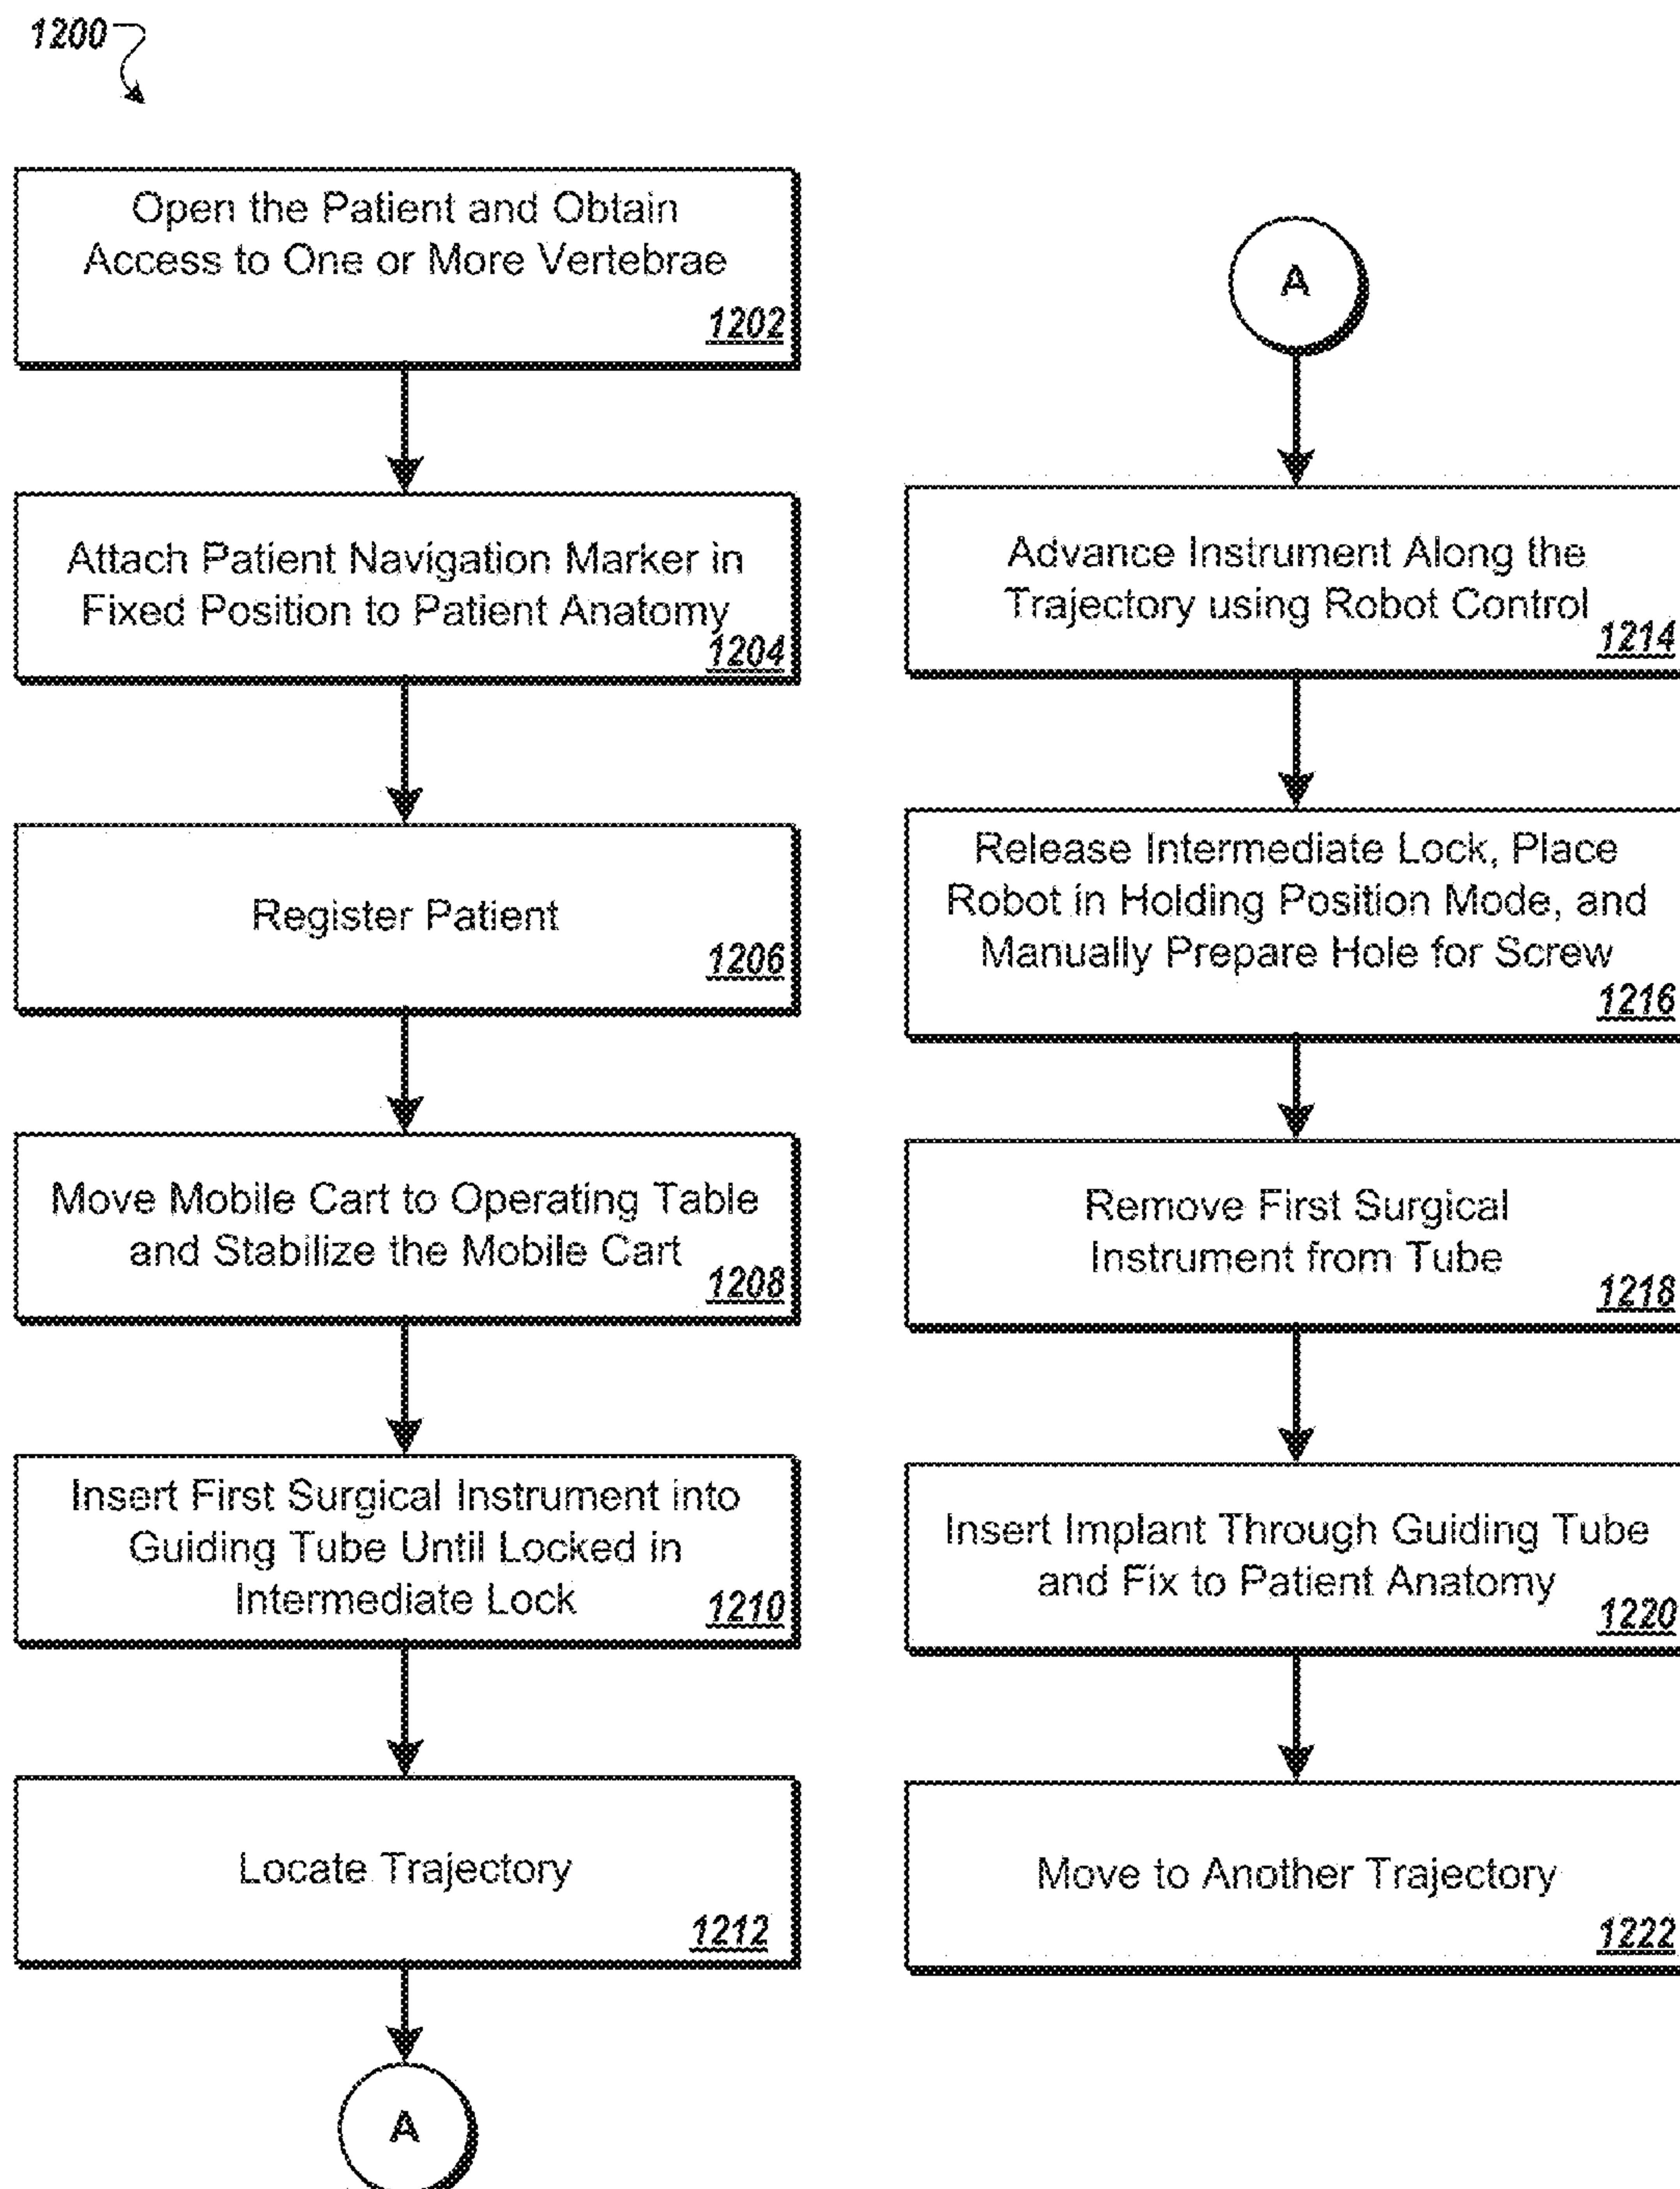 1200
Open the Patient and Obtain
Access to One or More Vertebrae
1202
Attach Patient Navigation Marker in
Fixed Position to Patient Anatomy
1204
Register Patient
1206
Move Mobile Cart to Operating Table
and Stabilize the Mobile Cart
1208
Insert First Surgical Instrument into
Guiding Tube Until Locked in
Intermediate Lock
1210
Locate Trajectory
1212
A
A
Advance Instrument Along the
Trajectory using Robot Control
1214
Release Intermediate Lock, Place
Robot in Holding Position Mode, and
Manually Prepare Hole for Screw
1216
Remove First Surgical
Instrument from Tube
1218
Insert Implant Through Guiding Tube
and Fix to Patient Anatomy
1220
Move to Another Trajectory
1222